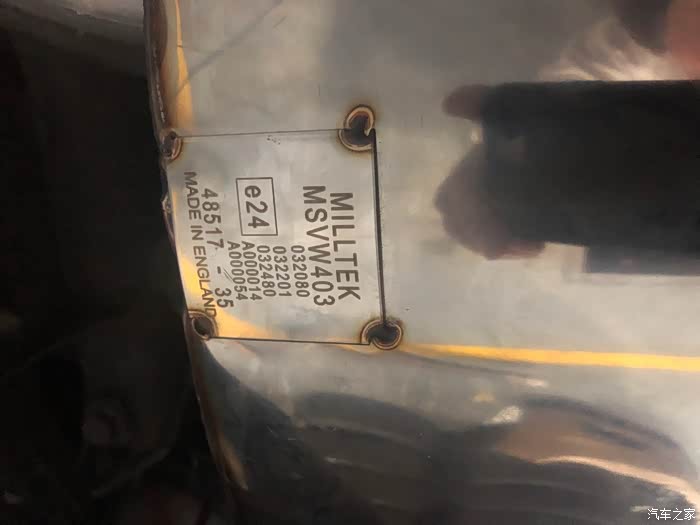 MILLTEK
MSVW403
e24
032080
032201
032480
A000014
A000054
48517 - 35
MADE IN ENGLAND
汽车之家